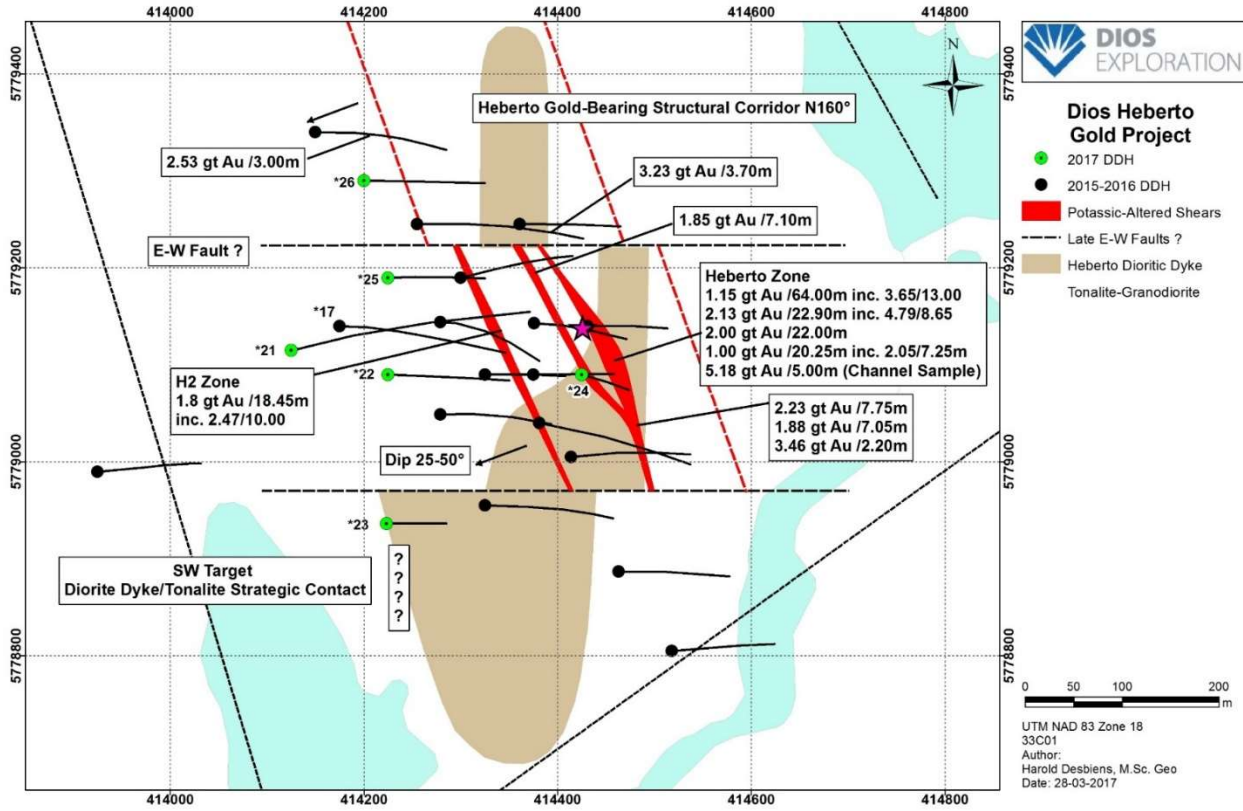 414000
414200
414400
414600
414800
5779400
5779200
5779000
5778800
5779400
5779200
5779000
5778800
N
Heberto Gold-Bearing Structural Corridor N160°
2.53 gt Au /3.00m
3.23 gt Au /3.70m
*26
1.85 gt Au /7.10m
E-W Fault ?
*25
Heberto Zone
1.15 gt Au /64.00m inc. 3.65/13.00
2.13 gt Au /22.90m inc. 4.79/8.65
2.00 gt Au /22.00m
1.00 gt Au /20.25m inc. 2.05/7.25m
5.18 gt Au /5.00m (Channel Sample)
*17
*21
*22
*24
H2 Zone
1.8 gt Au /18.45m
inc. 2.47/10.00
2.23 gt Au /7.75m
1.88 gt Au /7.05m
3.46 gt Au /2.20m
Dip 25-50°
*23
SW Target
Diorite Dyke/Tonalite Strategic Contact
?
?
?
?
414000
414200
414400
414600
414800
DIOS
EXPLORATION
Dios Heberto
Gold Project
2017 DDH
2015-2016 DDH
Potassic-Altered Shears
Late E-W Faults ?
Heberto Dioritic Dyke
Tonalite-Granodiorite
0 50 100 200
m
UTM NAD 83 Zone 18
33C01
Author:
Harold Desbiens, M.Sc. Geo
Date: 28-03-2017